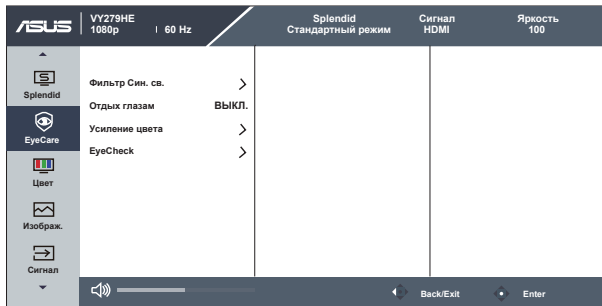 ASUS
VY279HE
1080p 60 Hz
Splendid
Стандартный режим
Сигнал
HDMI
Яркость
100
Splendid
EyeCare
Цвет
Изображ.
Сигнал
Фильтр Син. св.
Отдых глазам ВЫКЛ.
Усиление цвета
EyeCheck
Back/Exit
Enter